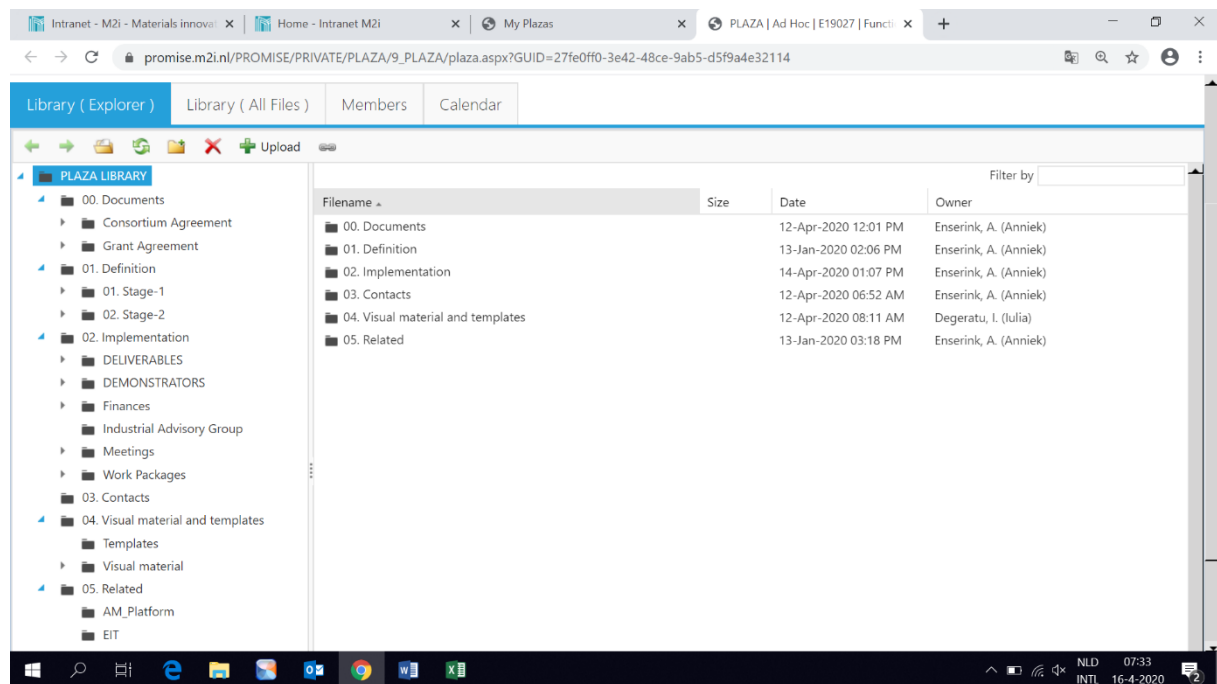 Intranet - M2i - Materials innova
Home - Intranet M2i
My Plazas
PLAZA | Ad Hoc | E19027 | Functi
promise.m2i.nl/PROMISE/PRIVATE/PLAZA/9_PLAZA/plaza.aspx?GUID=27fe0ff0-3e42-48ce-9ab5-d5f9a4e32114
Library ( Explorer )
Library ( All Files )
Members
Calendar
Upload
PLAZA LIBRARY
00. Documents
Consortium Agreement
Grant Agreement
01. Definition
01. Stage-1
02. Stage-2
02. Implementation
DELIVERABLES
DEMONSTRATORS
Finances
Industrial Advisory Group
Meetings
Work Packages
03. Contacts
04. Visual material and templates
Templates
Visual material
05. Related
AM_Platform
EIT
Filter by
Filename Size Date Owner
00. Documents 12-Apr-2020 12:01 PM Enserink, A. (Anniek)
01. Definition 13-Jan-2020 02:06 PM Enserink, A. (Anniek)
02. Implementation 14-Apr-2020 01:07 PM Enserink, A. (Anniek)
03. Contacts 12-Apr-2020 06:52 AM Enserink, A. (Anniek)
04. Visual material and templates 12-Apr-2020 08:11 AM Degeratu, I. (Iulia)
05. Related 13-Jan-2020 03:18 PM Enserink, A. (Anniek)
NLD 07:33
INTL 16-4-2020
2